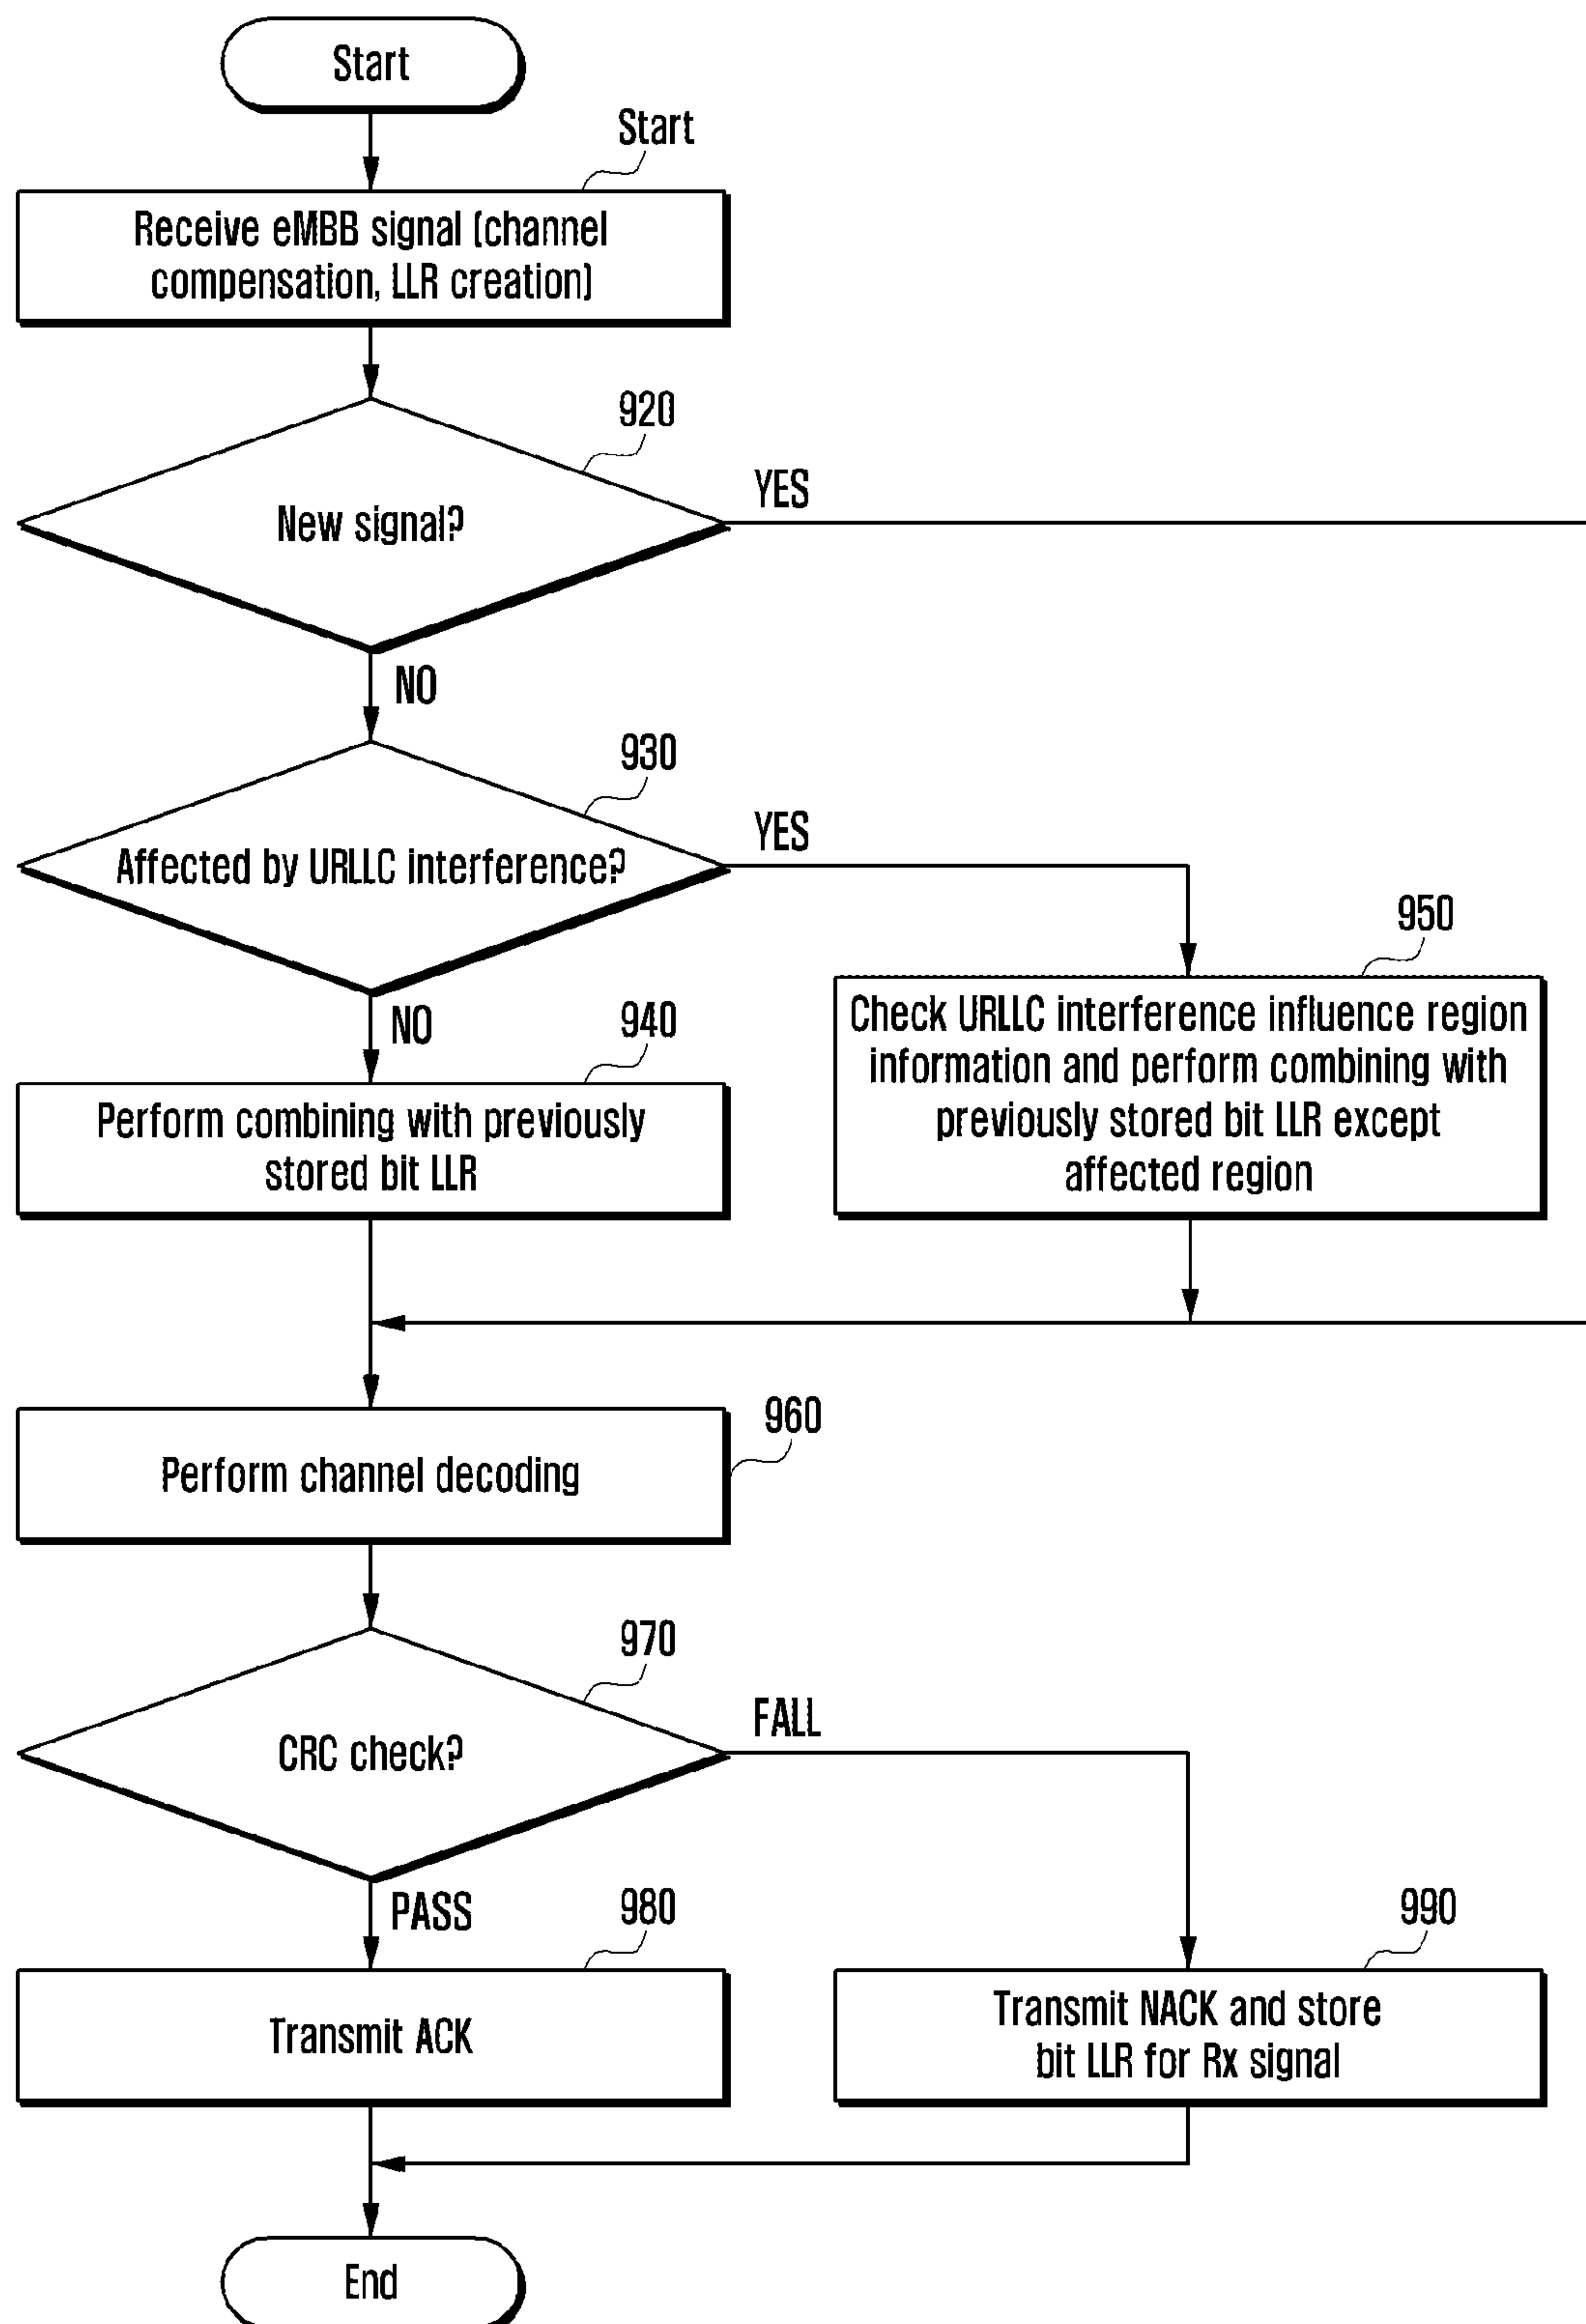 Start
Start
Receive eMBB signal (channel
compensation, LLR creation)
920
New signal?
YES
NO
930
Affected by URLLC interference?
YES
950
Check URLLC interference influence region
information and perform combining with
previously stored bit LLR except
affected region
NO
940
Perform combining with previously
stored bit LLR
960
Perform channel decoding
970
CRC check?
FALL
PASS
980
Transmit ACK
990
Transmit NACK and store
bit LLR for Rx signal
End